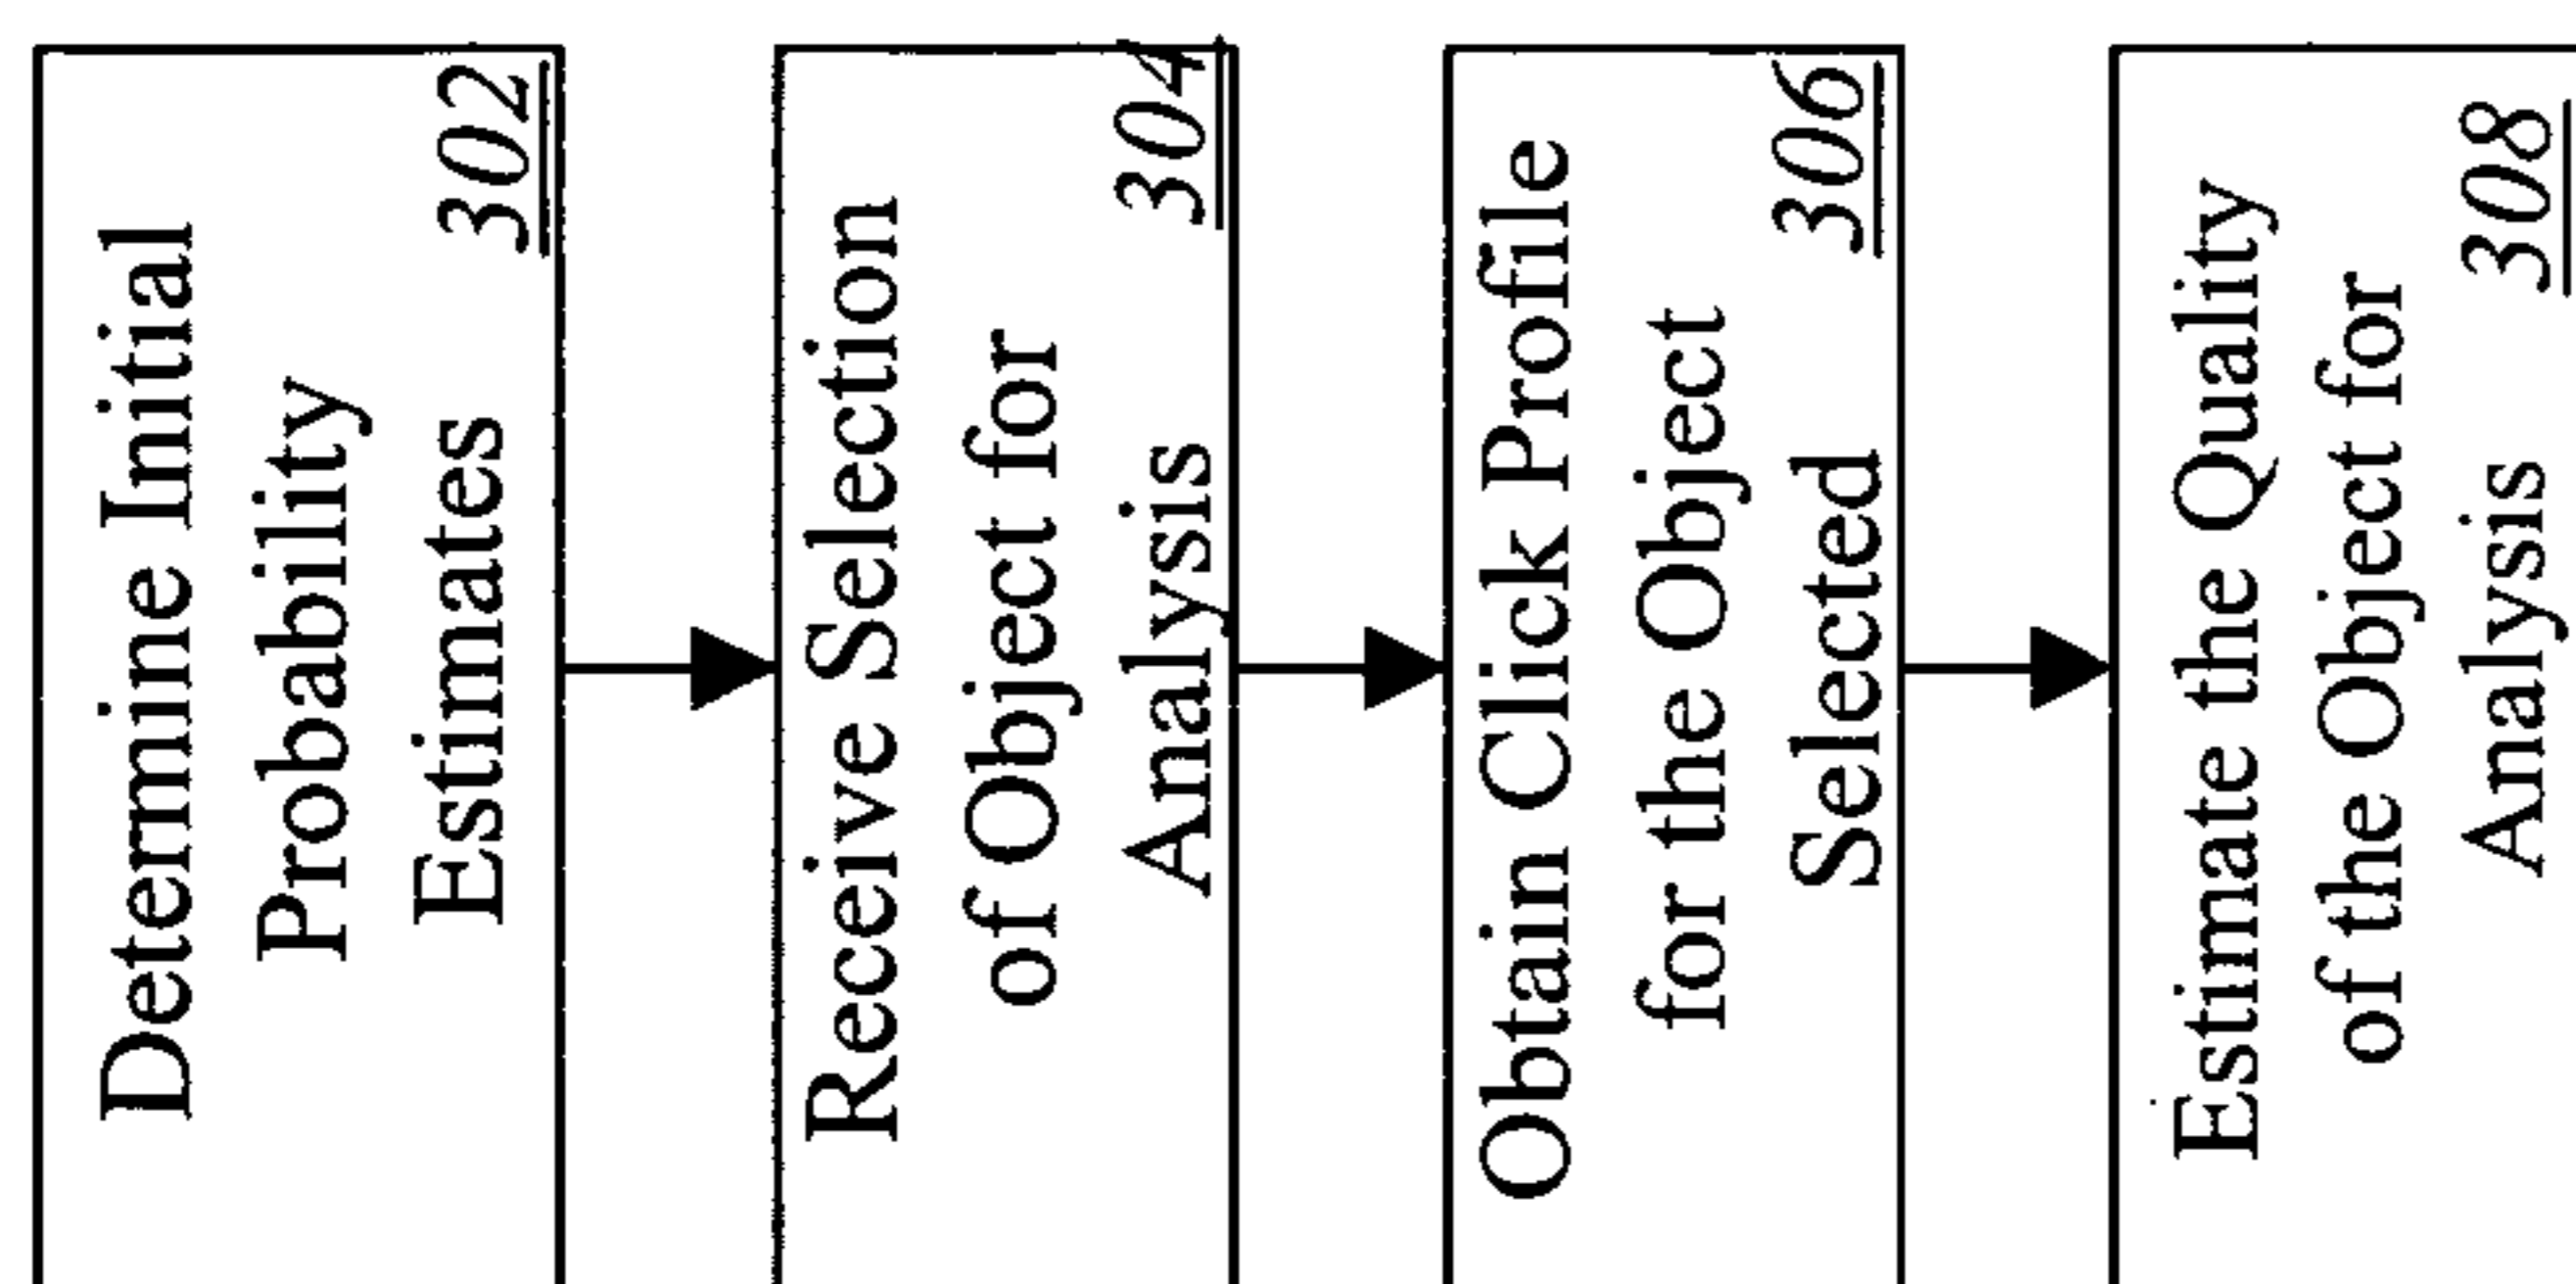 Determine Initial
Probability
Estimates
302
Receive Selection
of Object for
Analysis
304
Obtain Click Profile
for the Object
Selected
306
Estimate the Quality
of the Object for
Analysis
308